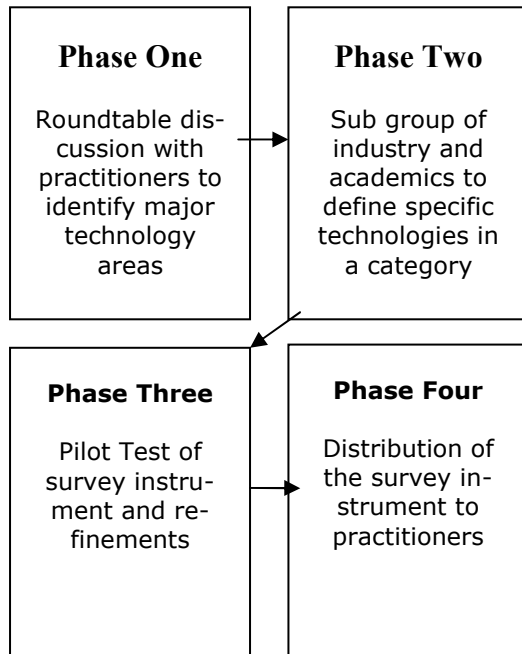 Phase One
Roundtable dis-
cussion with
practitioners to
identify major
technology
areas
Phase Two
Sub group of
industry and
academics to
define specific
technologies in
a category
Phase Three
Pilot Test of
survey instru-
ment and re-
finements
Phase Four
Distribution of
the survey in-
strument to
practitioners